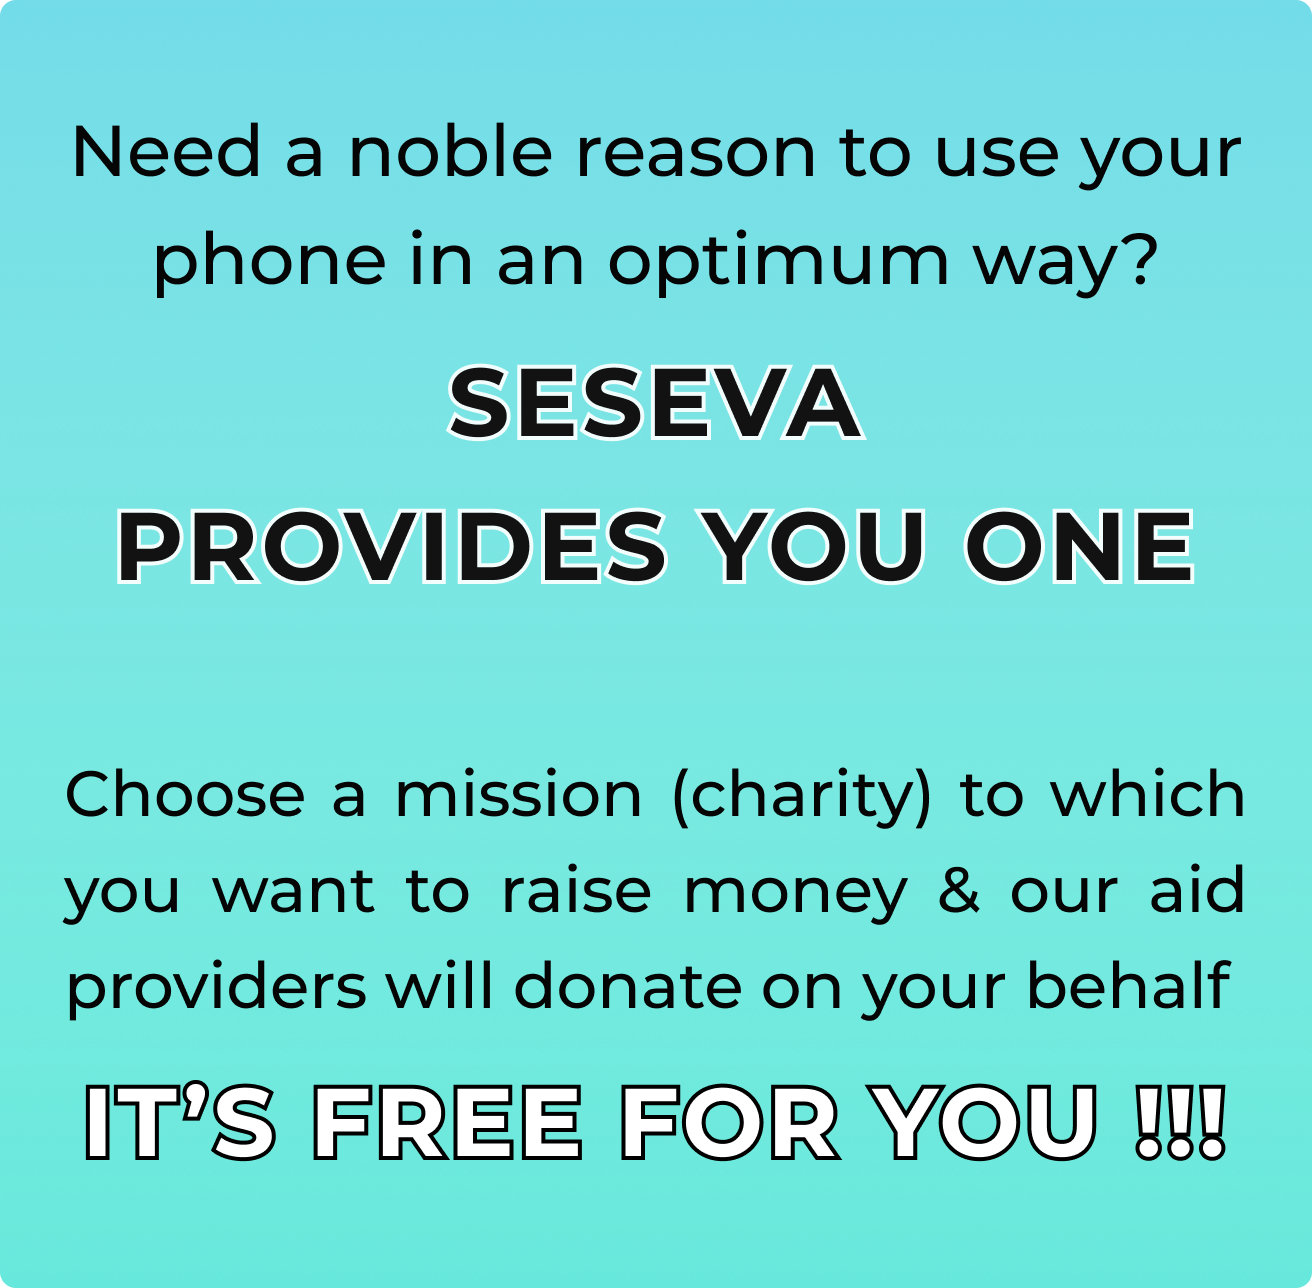 Need a noble reason to use your
phone in an optimum way?
SESEVA
PROVIDES YOU ONE
Choose a mission (charity) to which
you want to raise money & our aid
providers will donate on your behalf
IT’S FREE FOR YOU !!!